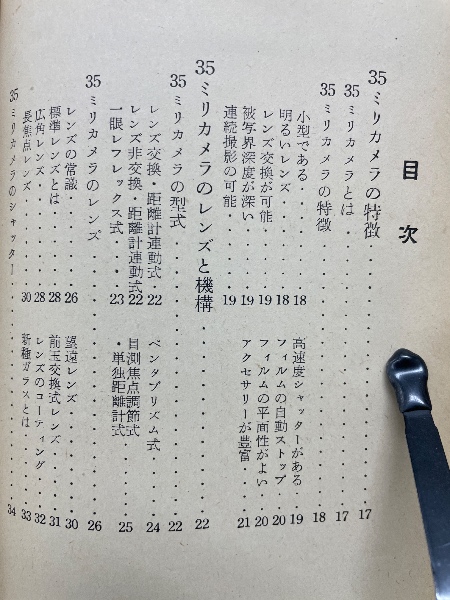 目次
35ミリカメラの特徴・・・・・・・・・17
35ミリカメラとは・・・・・・・・・17
35ミリカメラの特徴・・・・・・・・・18
小型である・・・・18
明るいレンズ・・・・18
レンズ交換が可能・・・19
被写界深度が深い・・・19
連続撮影の可能・・・19
高速度シャッターがある・・・19
フィルムの自動ストップ・・・20
フィルムの平面性がよい・・・20
アクセサリーが豊富・・・21
35ミリカメラのレンズと機構・・・・・・22
35ミリカメラの型式・・・・・・・・・22
レンズ交換・距離計連動式・22
レンズ非交換・距離計連動式・22
一眼レフレックス式・・・23
ペンタプリズム式・・・24
目測焦点調節式
・単独距離計式・・・25
35ミリカメラのレンズ・・・・・・・・・26
レンズの常識・・・・26
標準レンズとは・・・28
広角レンズ・・・・28
長焦点レンズ・・・30
望遠レンズ・・・・30
前玉交換式レンズ・・・31
レンズのコーティング・・・32
新種ガラスとは・・・33
35ミリカメラのシャッター・・・・・・34